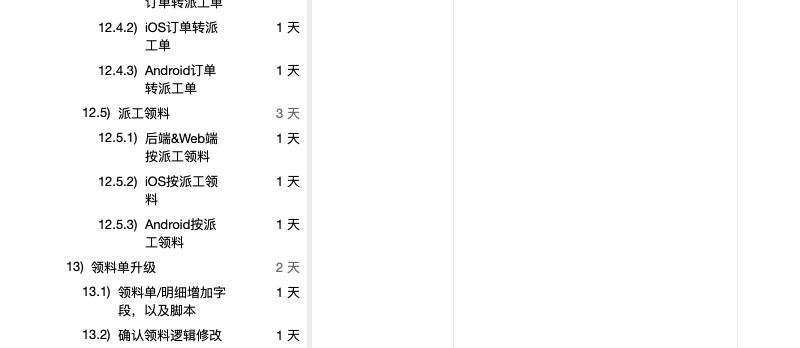 订单转派工单
12.4.2) iOS订单转派 1 天
工单
12.4.3) Android订单 1 天
转派工单
12.5) 派工领料 3 天
12.5.1) 后端&Web端 1 天
按派工领料
12.5.2) iOS按派工领 1 天
料
12.5.3) Android按派 1 天
工领料
13) 领料单升级 2 天
13.1) 领料单/明细增加字 1 天
段，以及脚本
13.2) 确认领料逻辑修改 1 天